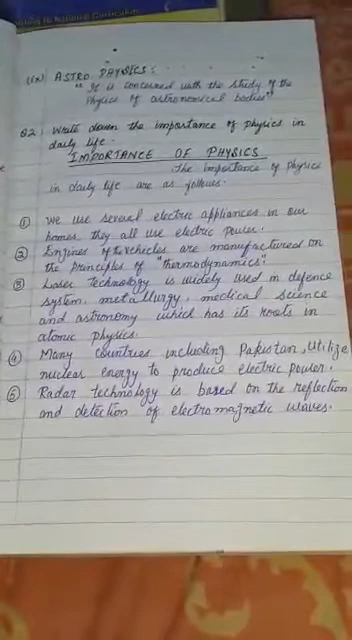 According to National Curriculum
(ix) ASTRO PHYSICS:
"It is concerned with the study of the
Physics of astronomical bodies"
Q2. Write down the importance of physics in
daily life.
IMPORTANCE OF PHYSICS
The importance of physics
in daily life are as follows.
① We use several electric appliances in our
homes they all use electric power.
② Engines of the vehicles are manufactured on
the principles of "thermodynamics".
③ Laser Technology is widely used in defence
system, metallurgy, medical science
and astronomy which has its roots in
atomic physics.
④ Many countries including Pakistan, utilize
nuclear energy to produce electric power.
⑤ Radar technology is based on the reflection
and detection of electromagnetic waves.